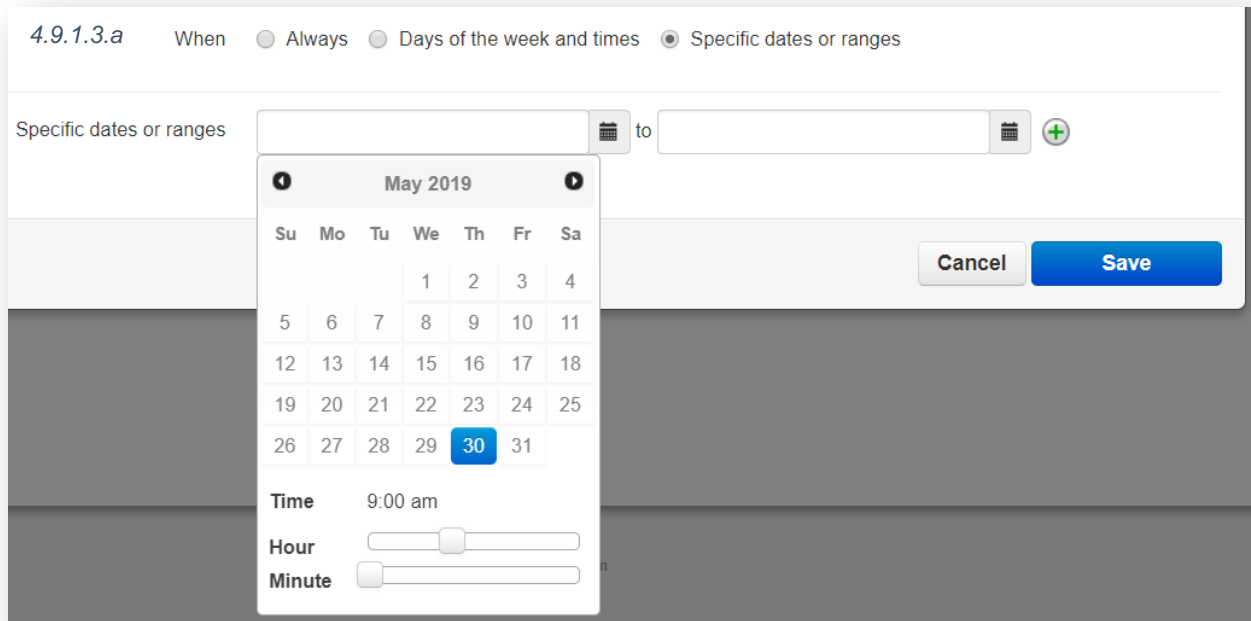 4.9.1.3.a When Always Days of the week and times Specific dates or ranges
Specific dates or ranges to
May 2019
Su Mo Tu We Th Fr Sa
1 2 3 4
5 6 7 8 9 10 11
12 13 14 15 16 17 18
19 20 21 22 23 24 25
26 27 28 29 30 31
Cancel Save
Time 9:00 am
Hour
Minute